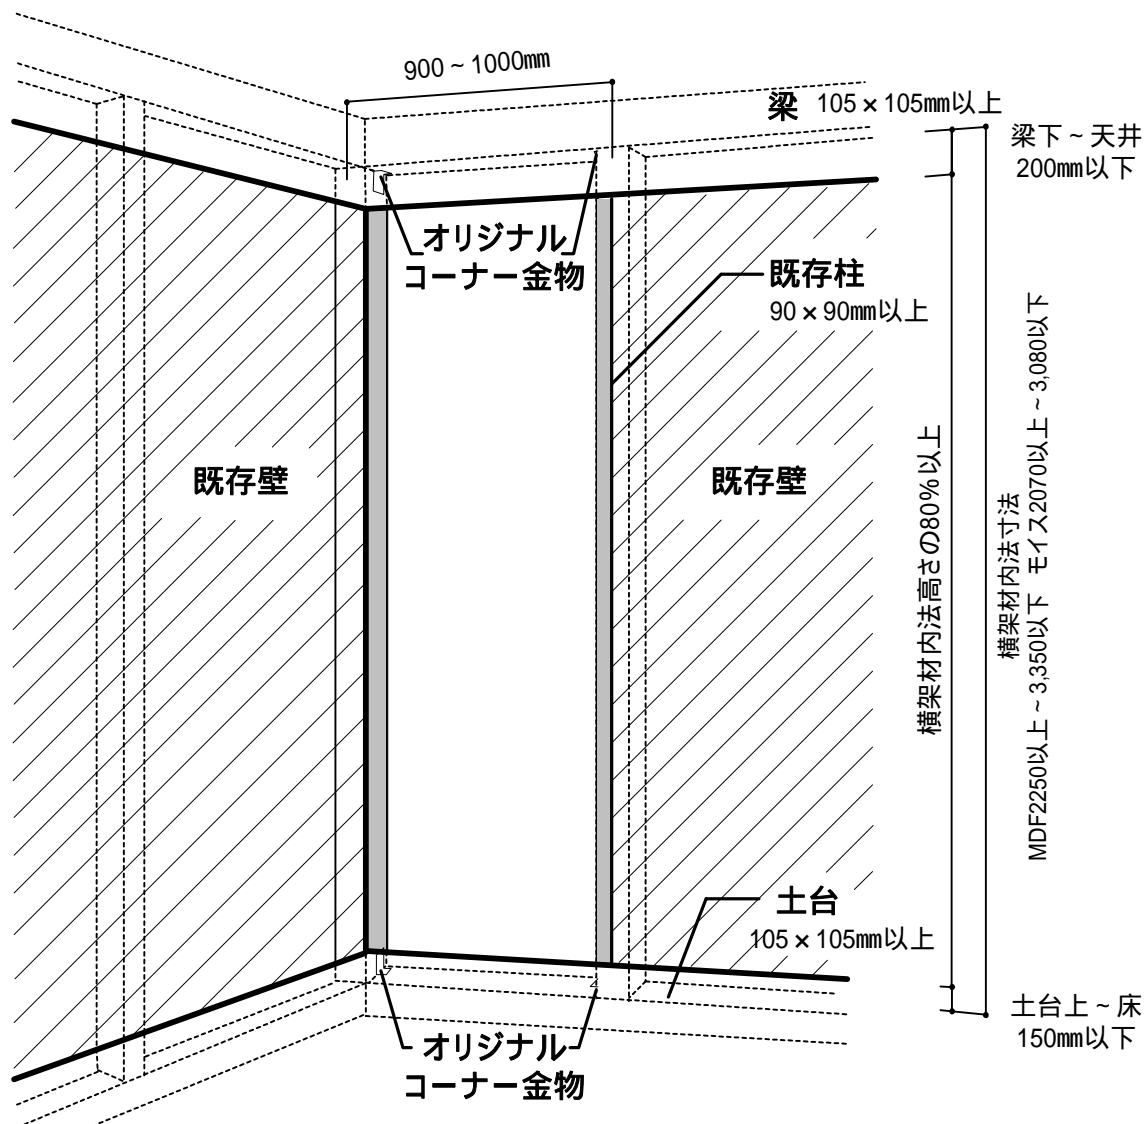 900 ~ 1000mm
梁 105 × 105mm以上
梁下 ~ 天井
200mm以下
オリジナル
コーナー金物
既存柱
90 × 90mm以上
既存壁
既存壁
横架材内法高さの80%以上
横架材内法寸法
MDF2250以上 ~ 3,350以下 モイス2070以上 ~ 3,080以下
土台
105 × 105mm以上
土台上 ~ 床
150mm以下
オリジナル
コーナー金物